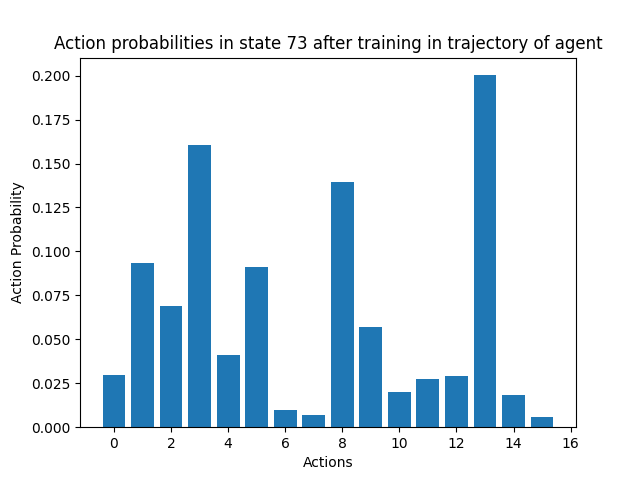 Action probabilities in state 73 after training in trajectory of agent
0.200
0.175
0.150
0.125
0.100
0.075
0.050
0.025
0.000
Action Probability
0 2 4 6 8 10 12 14 16
Actions